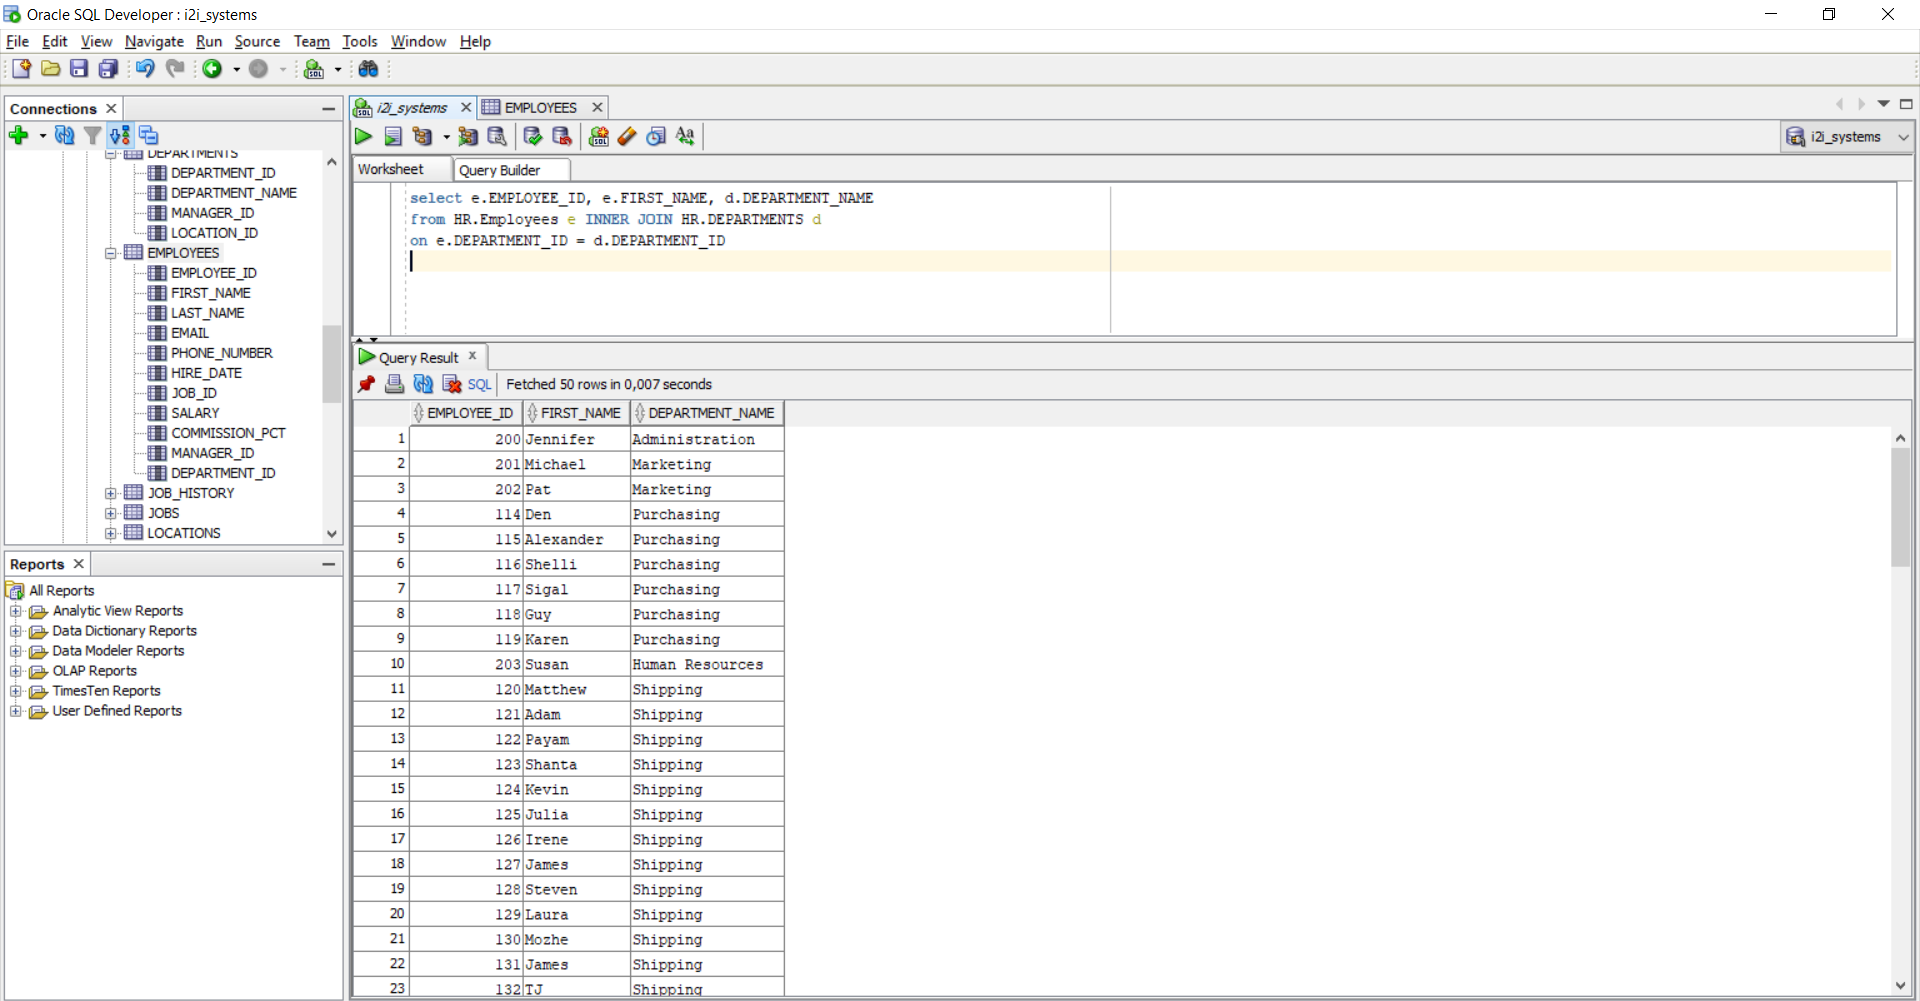 Oracle SQL Developer : i2i_systems
File Edit View Navigate Run Source Team Tools Window Help
Connections
DEPARTMENTS
DEPARTMENT_ID
DEPARTMENT_NAME
MANAGER_ID
LOCATION_ID
EMPLOYEES
EMPLOYEE_ID
FIRST_NAME
LAST_NAME
EMAIL
PHONE_NUMBER
HIRE_DATE
JOB_ID
SALARY
COMMISSION_PCT
MANAGER_ID
DEPARTMENT_ID
JOB_HISTORY
JOBS
LOCATIONS
Reports
All Reports
Analytic View Reports
Data Dictionary Reports
Data Modeler Reports
OLAP Reports
TimesTen Reports
User Defined Reports
i2i_systems EMPLOYEES
i2i_systems
Worksheet Query Builder
select e.EMPLOYEE_ID, e.FIRST_NAME, d.DEPARTMENT_NAME
from HR.Employees e INNER JOIN HR.DEPARTMENTS d
on e.DEPARTMENT_ID = d.DEPARTMENT_ID
Query Result
SQL Fetched 50 rows in 0,007 seconds
EMPLOYEE_ID FIRST_NAME DEPARTMENT_NAME
1 200 Jennifer Administration
2 201 Michael Marketing
3 202 Pat Marketing
4 114 Den Purchasing
5 115 Alexander Purchasing
6 116 Shelli Purchasing
7 117 Sigal Purchasing
8 118 Guy Purchasing
9 119 Karen Purchasing
10 203 Susan Human Resources
11 120 Matthew Shipping
12 121 Adam Shipping
13 122 Payam Shipping
14 123 Shanta Shipping
15 124 Kevin Shipping
16 125 Julia Shipping
17 126 Irene Shipping
18 127 James Shipping
19 128 Steven Shipping
20 129 Laura Shipping
21 130 Mozhe Shipping
22 131 James Shipping
23 132 TJ Shipping